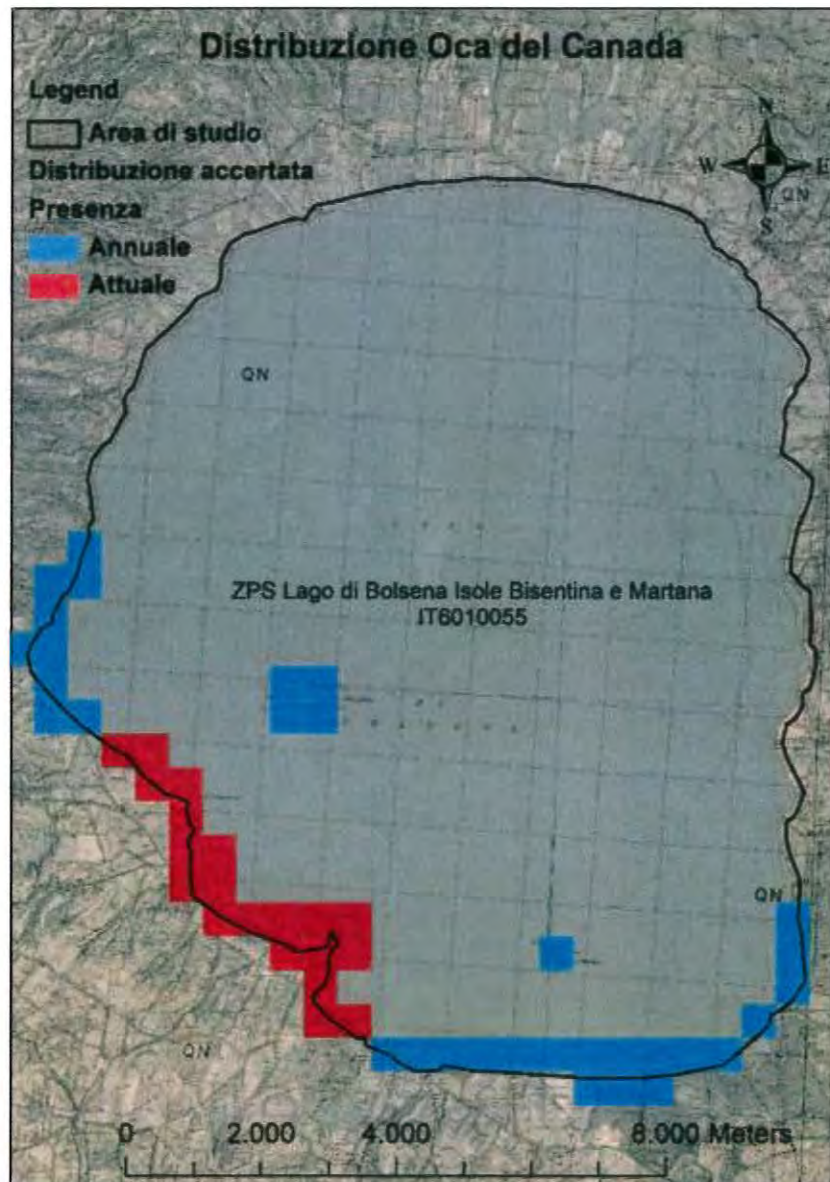 Distribuzione Oca del Canada
Legend
Area di studio
Distribuzione accertata
Presenza
Annuale
Attuale
N
W E
QN
S
QN
ZPS Lago di Bolsena Isole Bisentina e Martana
IT6010055
QN
QN
0 2.000 4.000 8.000 Meters